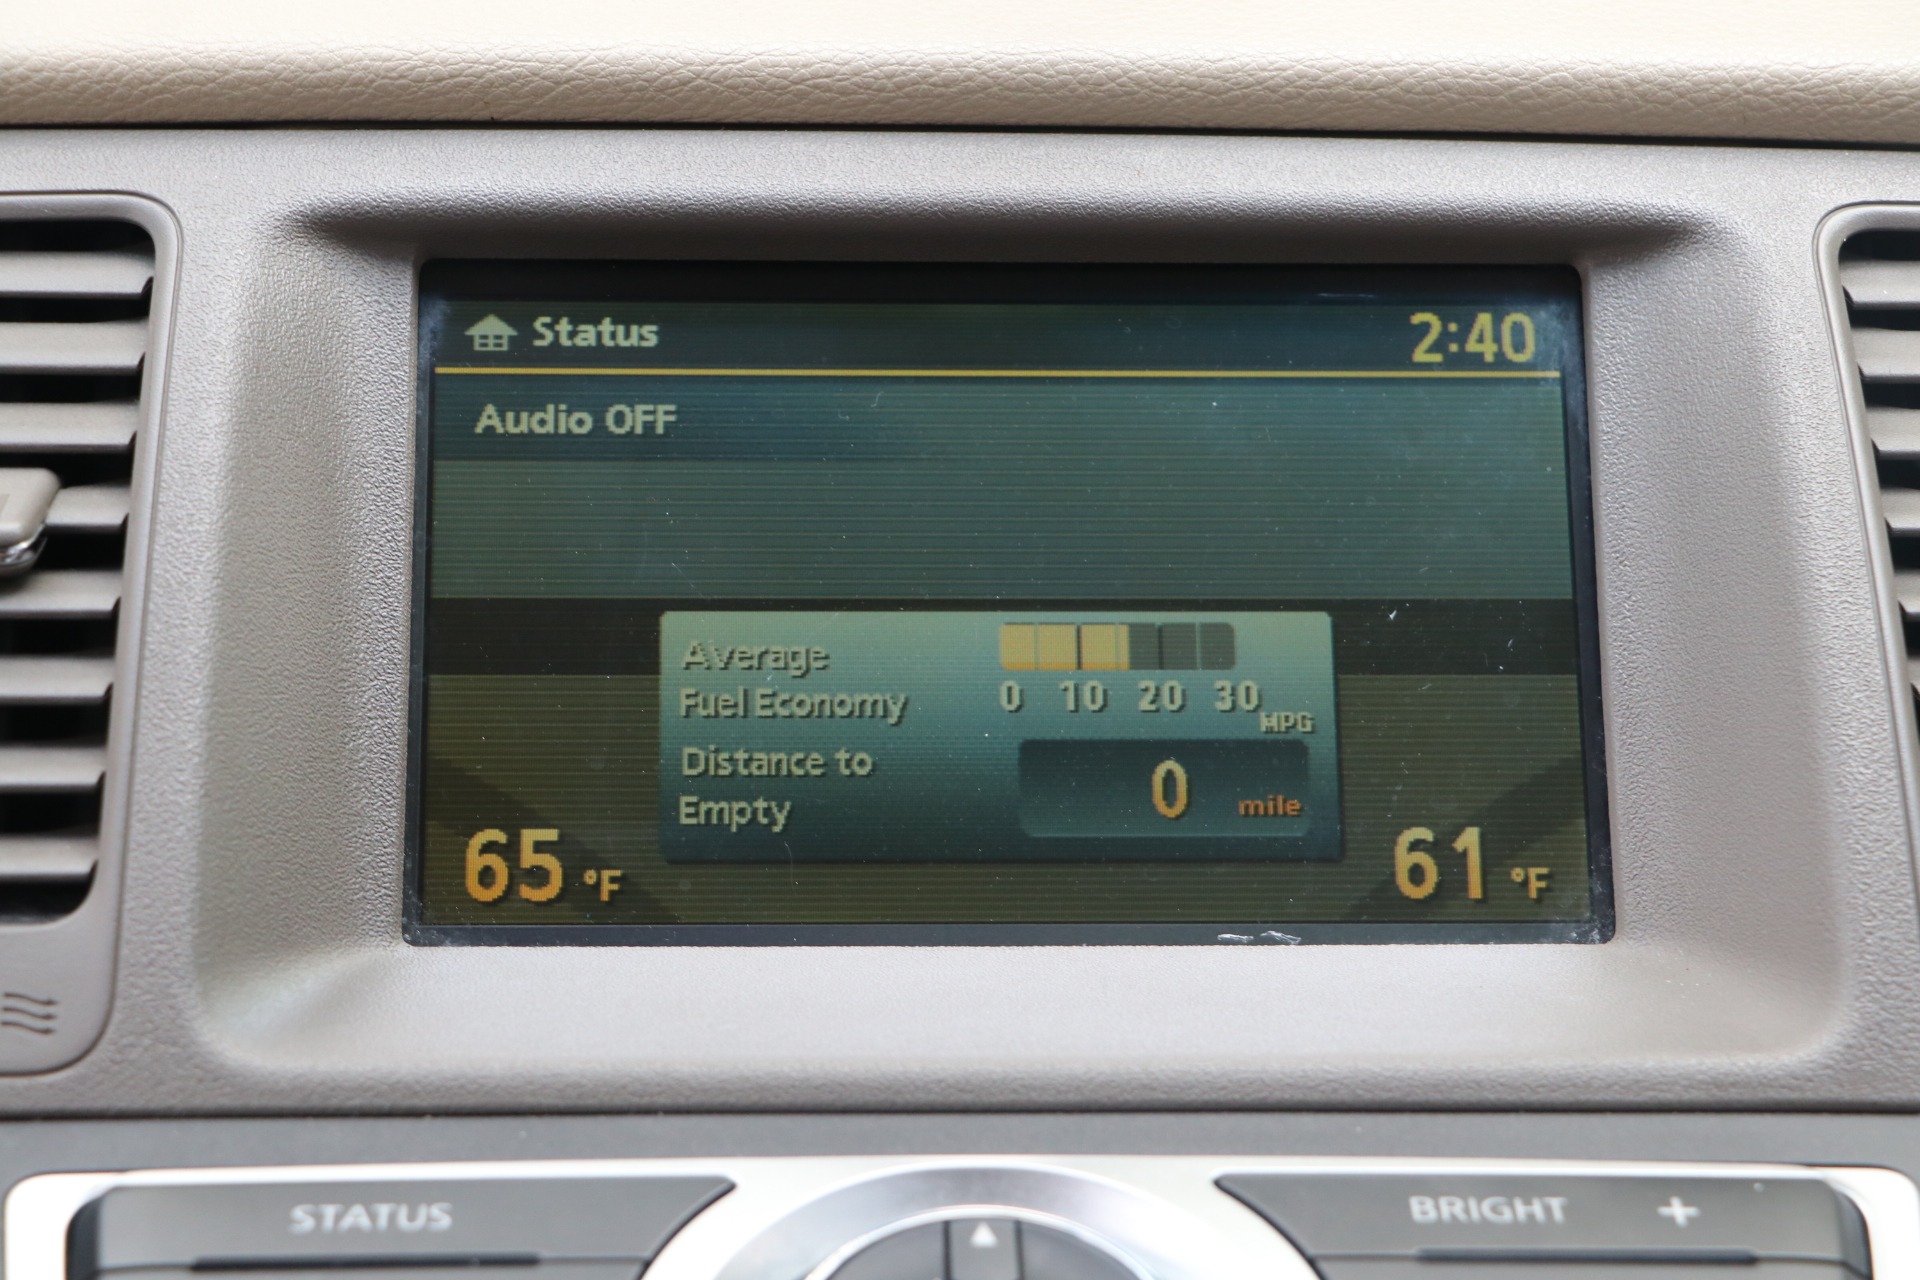 Status 2:40
Audio OFF
Average
Fuel Economy
0 10 20 30 MPG
Distance to
Empty
0 mile
65 °F 61 °F
STATUS BRIGHT +